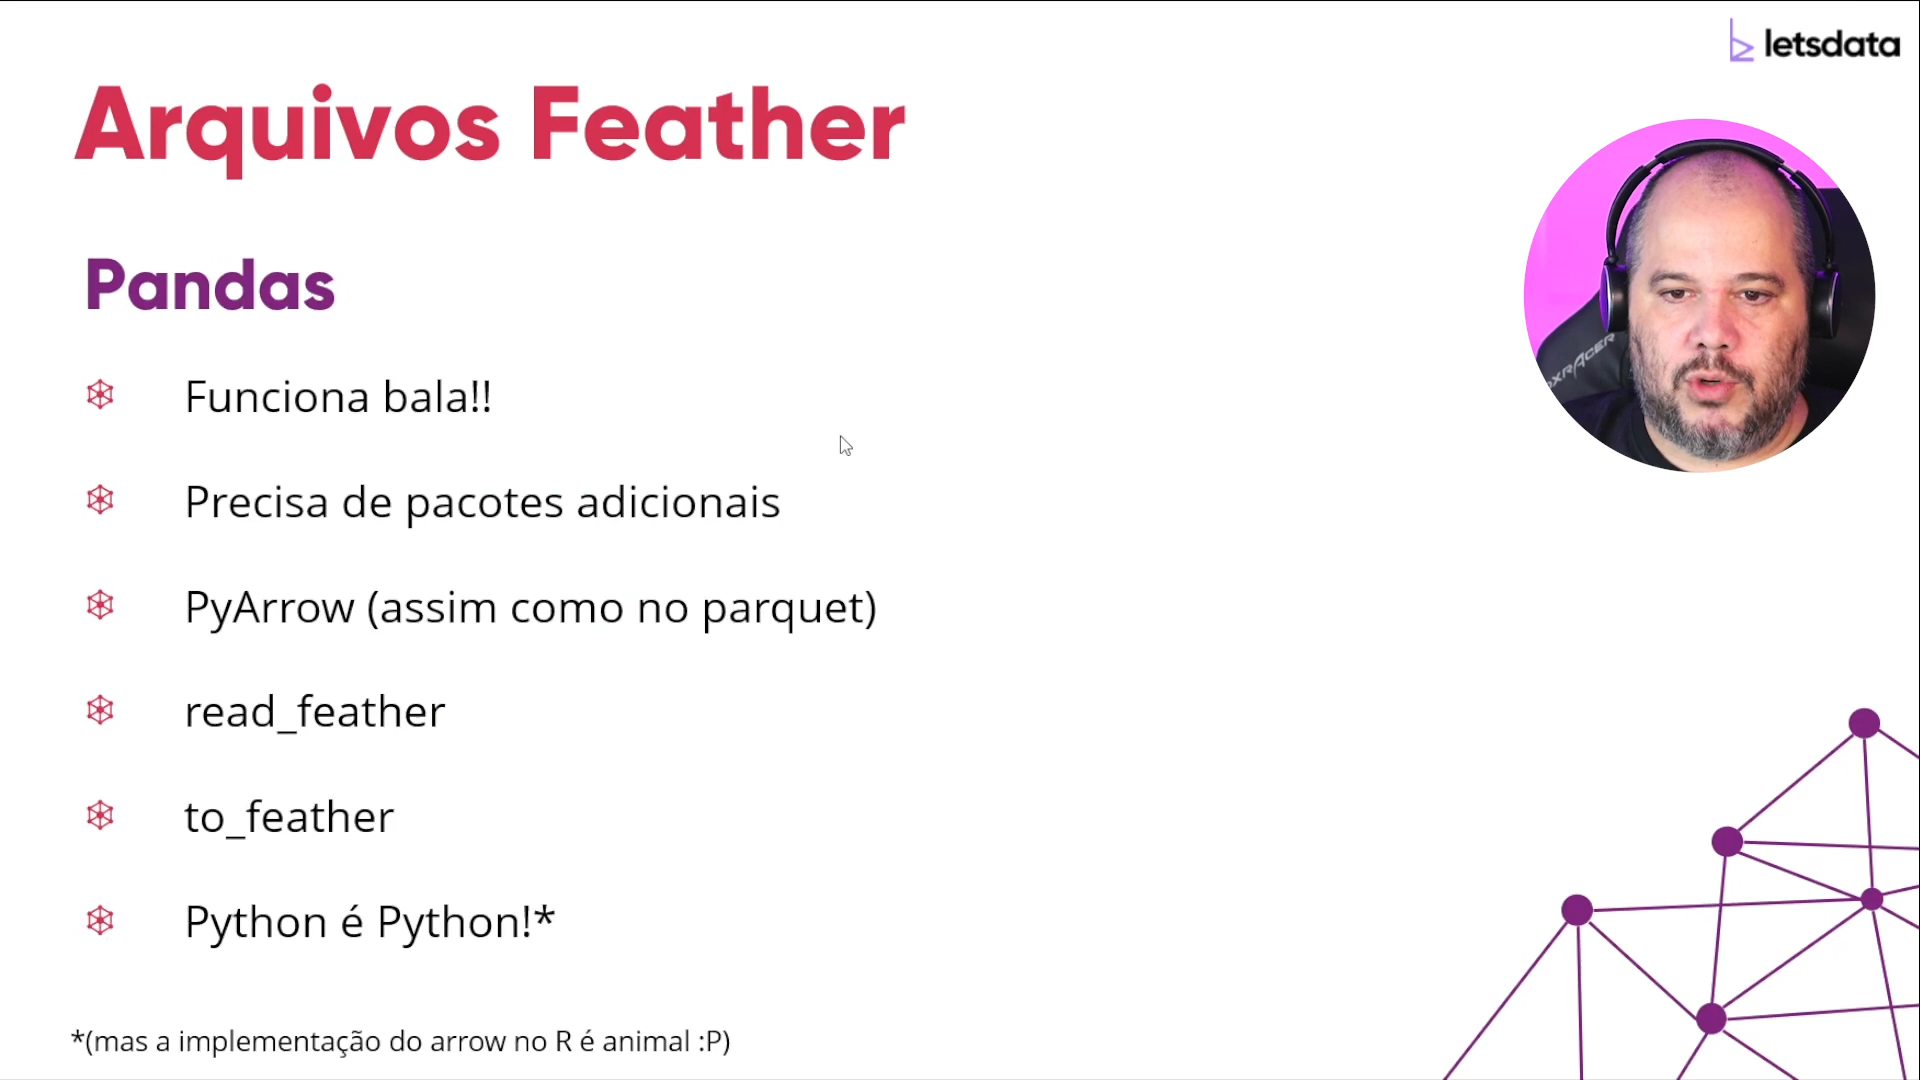 letsdata
Arquivos Feather
Pandas
Funciona bala!!
Precisa de pacotes adicionais
PyArrow (assim como no parquet)
read_feather
to_feather
Python é Python!*
*(mas a implementação do arrow no R é animal :P)
DXRACER